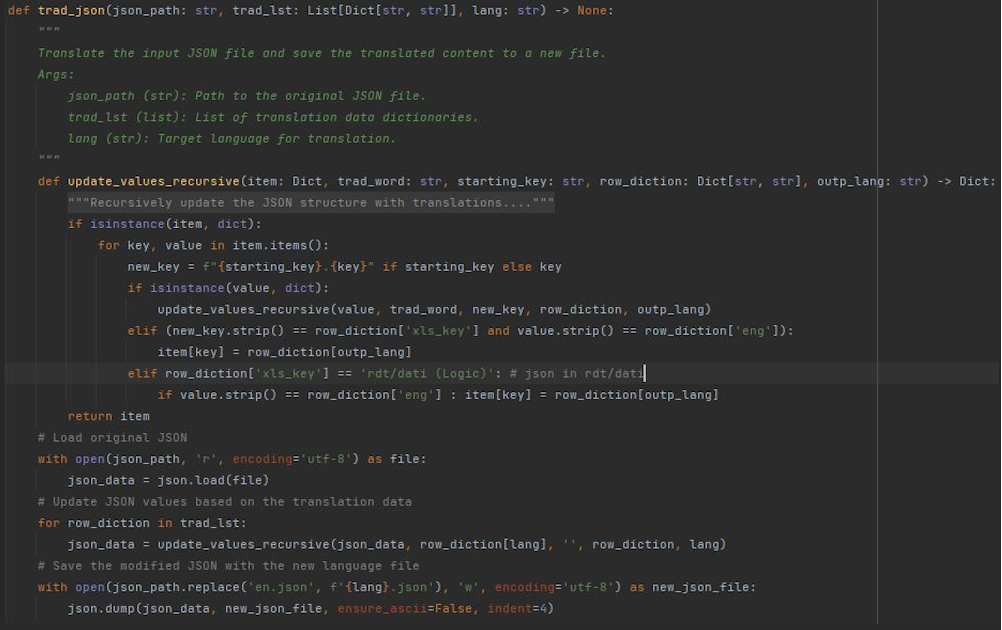 def trad_json(json_path: str, trad_lst: List[Dict[str, str]], lang: str) -> None:
    """
    Translate the input JSON file and save the translated content to a new file.
    Args:
        json_path (str): Path to the original JSON file.
        trad_lst (list): List of translation data dictionaries.
        lang (str): Target language for translation.
    """
    def update_values_recursive(item: Dict, trad_word: str, starting_key: str, row_diction: Dict[str, str], outp_lang: str) -> Dict:
        """Recursively update the JSON structure with translations...."""
        if isinstance(item, dict):
            for key, value in item.items():
                new_key = f"{starting_key}.{key}" if starting_key else key
                if isinstance(value, dict):
                    update_values_recursive(value, trad_word, new_key, row_diction, outp_lang)
                elif (new_key.strip() == row_diction['xls_key'] and value.strip() == row_diction['eng']):
                    item[key] = row_diction[outp_lang]
                elif row_diction['xls_key'] == 'rdt/dati (Logic)': # json in rdt/dati
                    if value.strip() == row_diction['eng'] : item[key] = row_diction[outp_lang]
        return item
    # Load original JSON
    with open(json_path, 'r', encoding='utf-8') as file:
        json_data = json.load(file)
    # Update JSON values based on the translation data
    for row_diction in trad_lst:
        json_data = update_values_recursive(json_data, row_diction[lang], '', row_diction, lang)
    # Save the modified JSON with the new language file
    with open(json_path.replace('en.json', f'{lang}.json'), 'w', encoding='utf-8') as new_json_file:
        json.dump(json_data, new_json_file, ensure_ascii=False, indent=4)